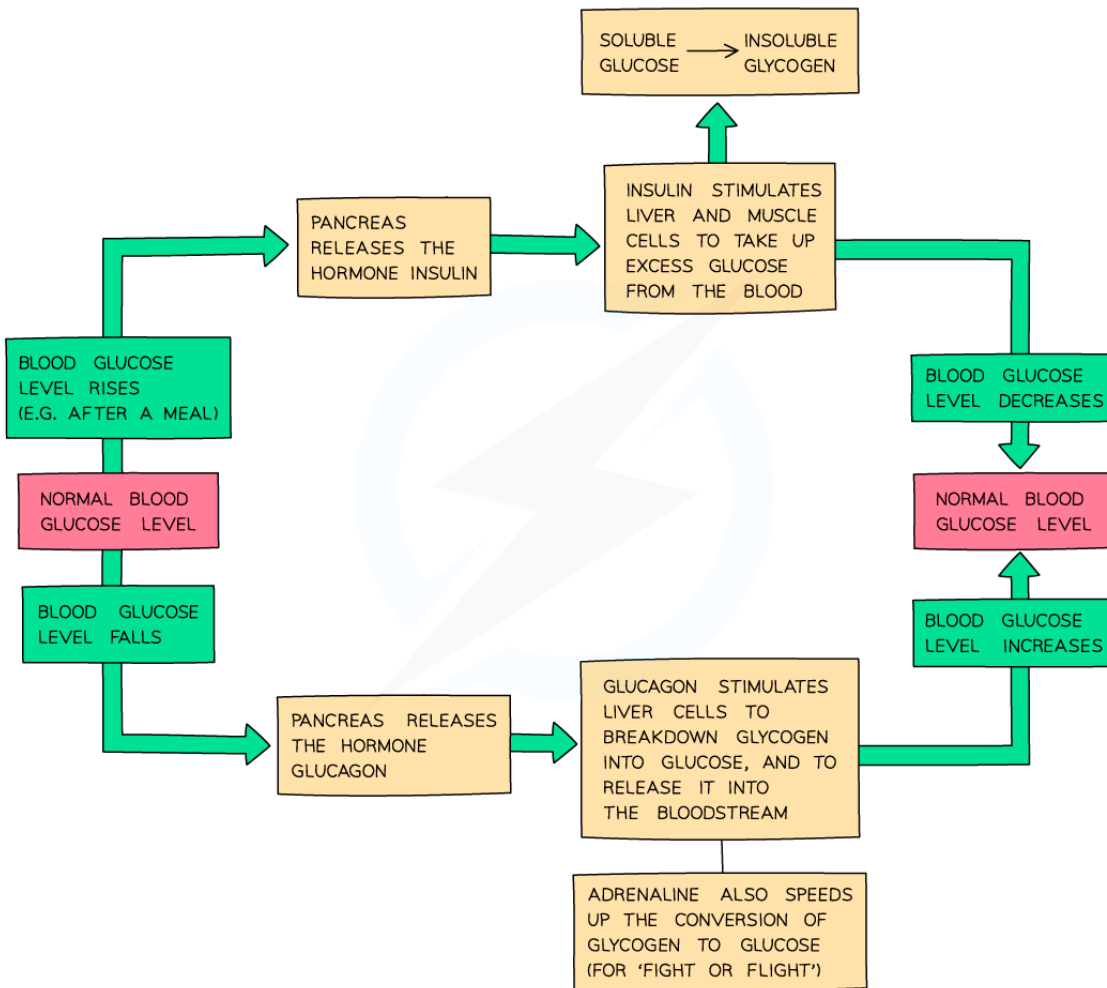 SOLUBLE → INSOLUBLE
GLUCOSE GLYCOGEN
PANCREAS
RELEASES THE
HORMONE INSULIN
INSULIN STIMULATES
LIVER AND MUSCLE
CELLS TO TAKE UP
EXCESS GLUCOSE
FROM THE BLOOD
BLOOD GLUCOSE
LEVEL RISES
(E.G. AFTER A MEAL)
BLOOD GLUCOSE
LEVEL DECREASES
NORMAL BLOOD
GLUCOSE LEVEL
NORMAL BLOOD
GLUCOSE LEVEL
BLOOD GLUCOSE
LEVEL FALLS
BLOOD GLUCOSE
LEVEL INCREASES
PANCREAS RELEASES
THE HORMONE
GLUCAGON
GLUCAGON STIMULATES
LIVER CELLS TO
BREAKDOWN GLYCOGEN
INTO GLUCOSE, AND TO
RELEASE IT INTO
THE BLOODSTREAM
ADRENALINE ALSO SPEEDS
UP THE CONVERSION OF
GLYCOGEN TO GLUCOSE
(FOR ‘FIGHT OR FLIGHT’)